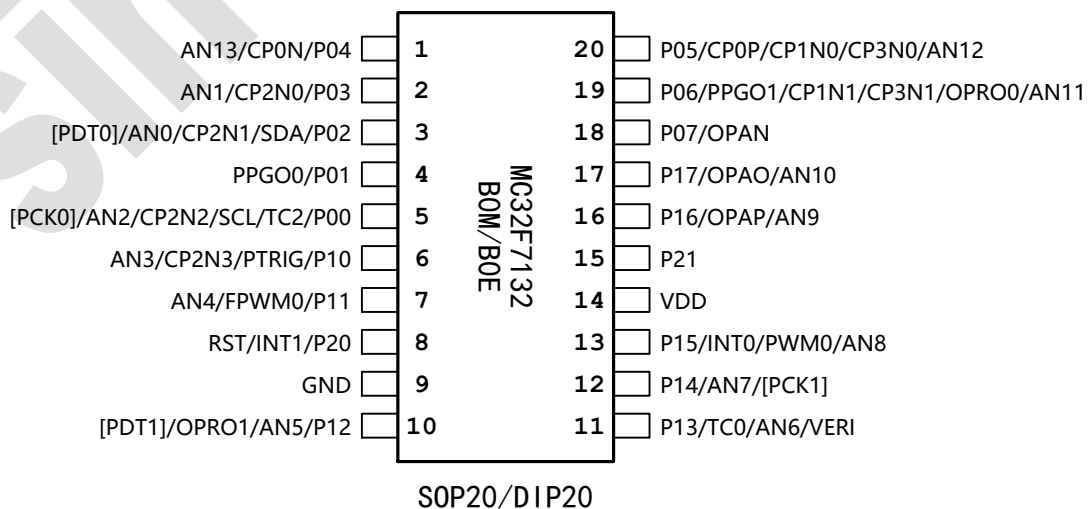 AN13/CP0N/P04 1 20 P05/CP0P/CP1N0/CP3N0/AN12
AN1/CP2N0/P03 2 19 P06/PPGO1/CP1N1/CP3N1/OPRO0/AN11
[PDT0]/AN0/CP2N1/SDA/P02 3 18 P07/OPAN
PPGO0/P01 4 17 P17/OPAO/AN10
[PCK0]/AN2/CP2N2/SCL/TC2/P00 5 16 P16/OPAP/AN9
AN3/CP2N3/PTRIG/P10 6 15 P21
AN4/FPWM0/P11 7 14 VDD
RST/INT1/P20 8 13 P15/INT0/PWM0/AN8
GND 9 12 P14/AN7/[PCK1]
[PDT1]/OPRO1/AN5/P12 10 11 P13/TC0/AN6/VERI
MC32F7132
B0M/B0E
SOP20/DIP20